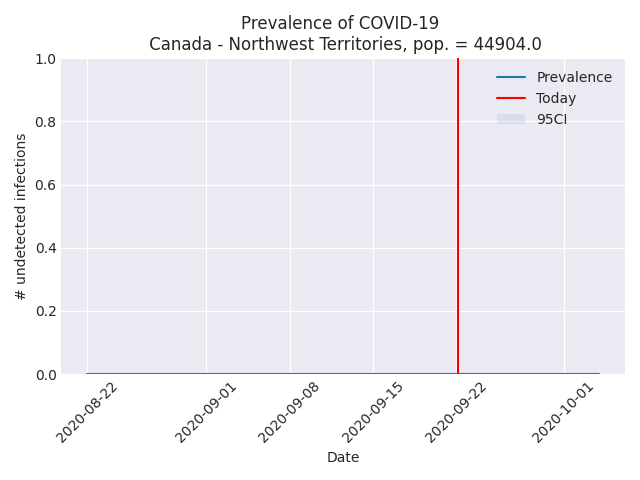 Prevalence of COVID-19
Canada - Northwest Territories, pop. = 44904.0
1.0
0.8
0.6
0.4
0.2
0.0
# undetected infections
Prevalence
Today
95CI
2020-08-22
2020-09-01
2020-09-08
2020-09-15
2020-09-22
2020-10-01
Date